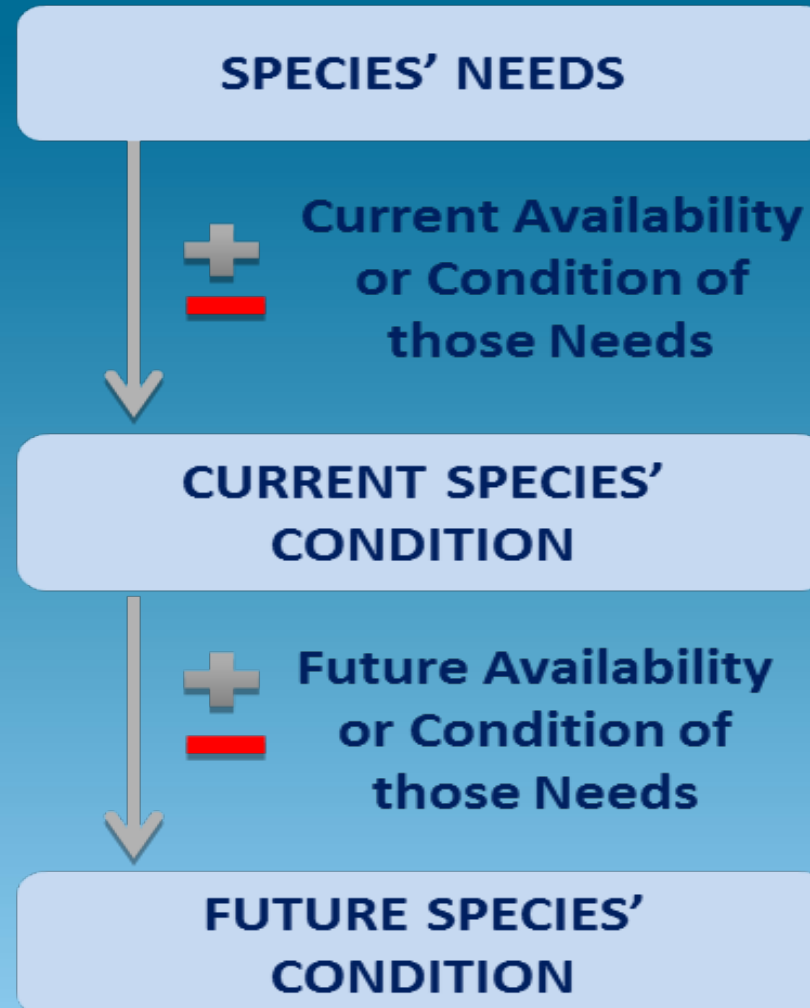 SPECIES’ NEEDS
Current Availability
or Condition of
those Needs
CURRENT SPECIES’
CONDITION
Future Availability
or Condition of
those Needs
FUTURE SPECIES’
CONDITION